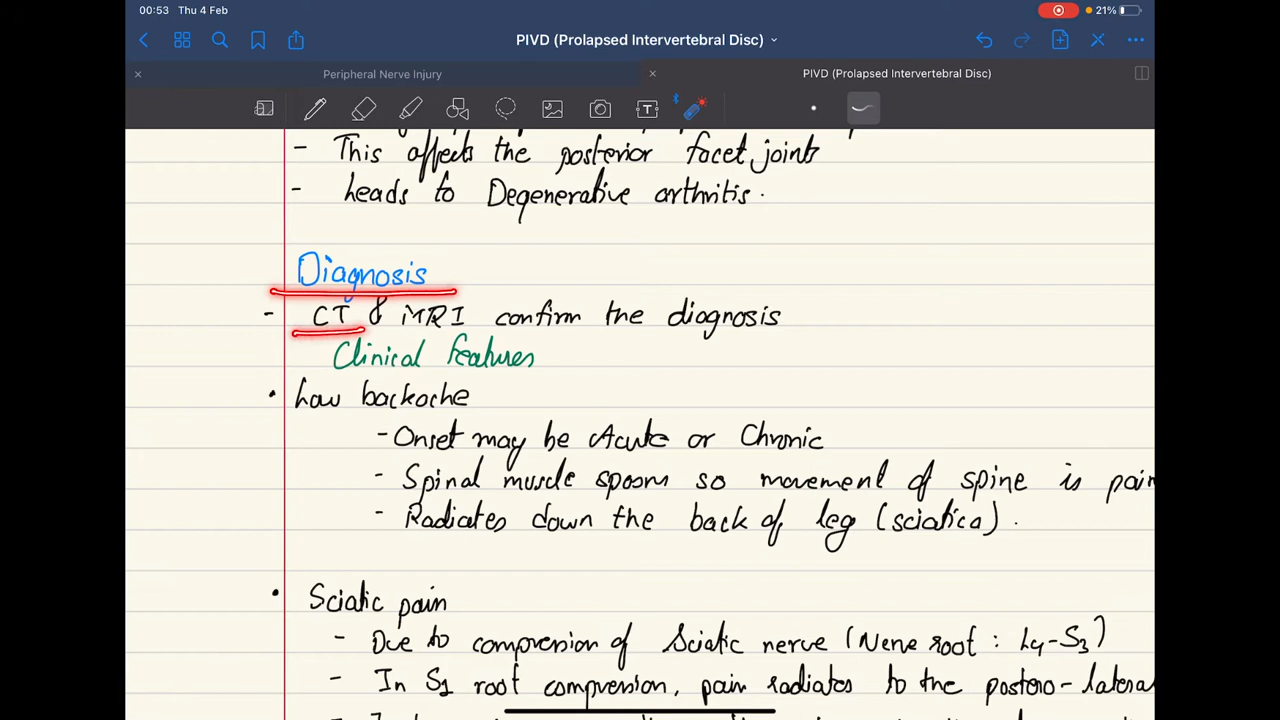 00:53 Thu 4 Feb
21%
PIVD (Prolapsed Intervertebral Disc)
Peripheral Nerve Injury
PIVD (Prolapsed Intervertebral Disc)
- This affects the posterior facet joints
- heads to Degenerative arthritis.
Diagnosis
- CT & MRI confirm the diagnosis
Clinical features
• Low backache
- Onset may be Acute or Chronic
- Spinal muscle spasm so movement of spine is pain
- Radiates down the back of leg (sciatica).
• Sciatic pain
- Due to compression of Sciatic nerve (Nerve root : L4-S3)
- In S1 root compression, pain radiates to the postero-lateral